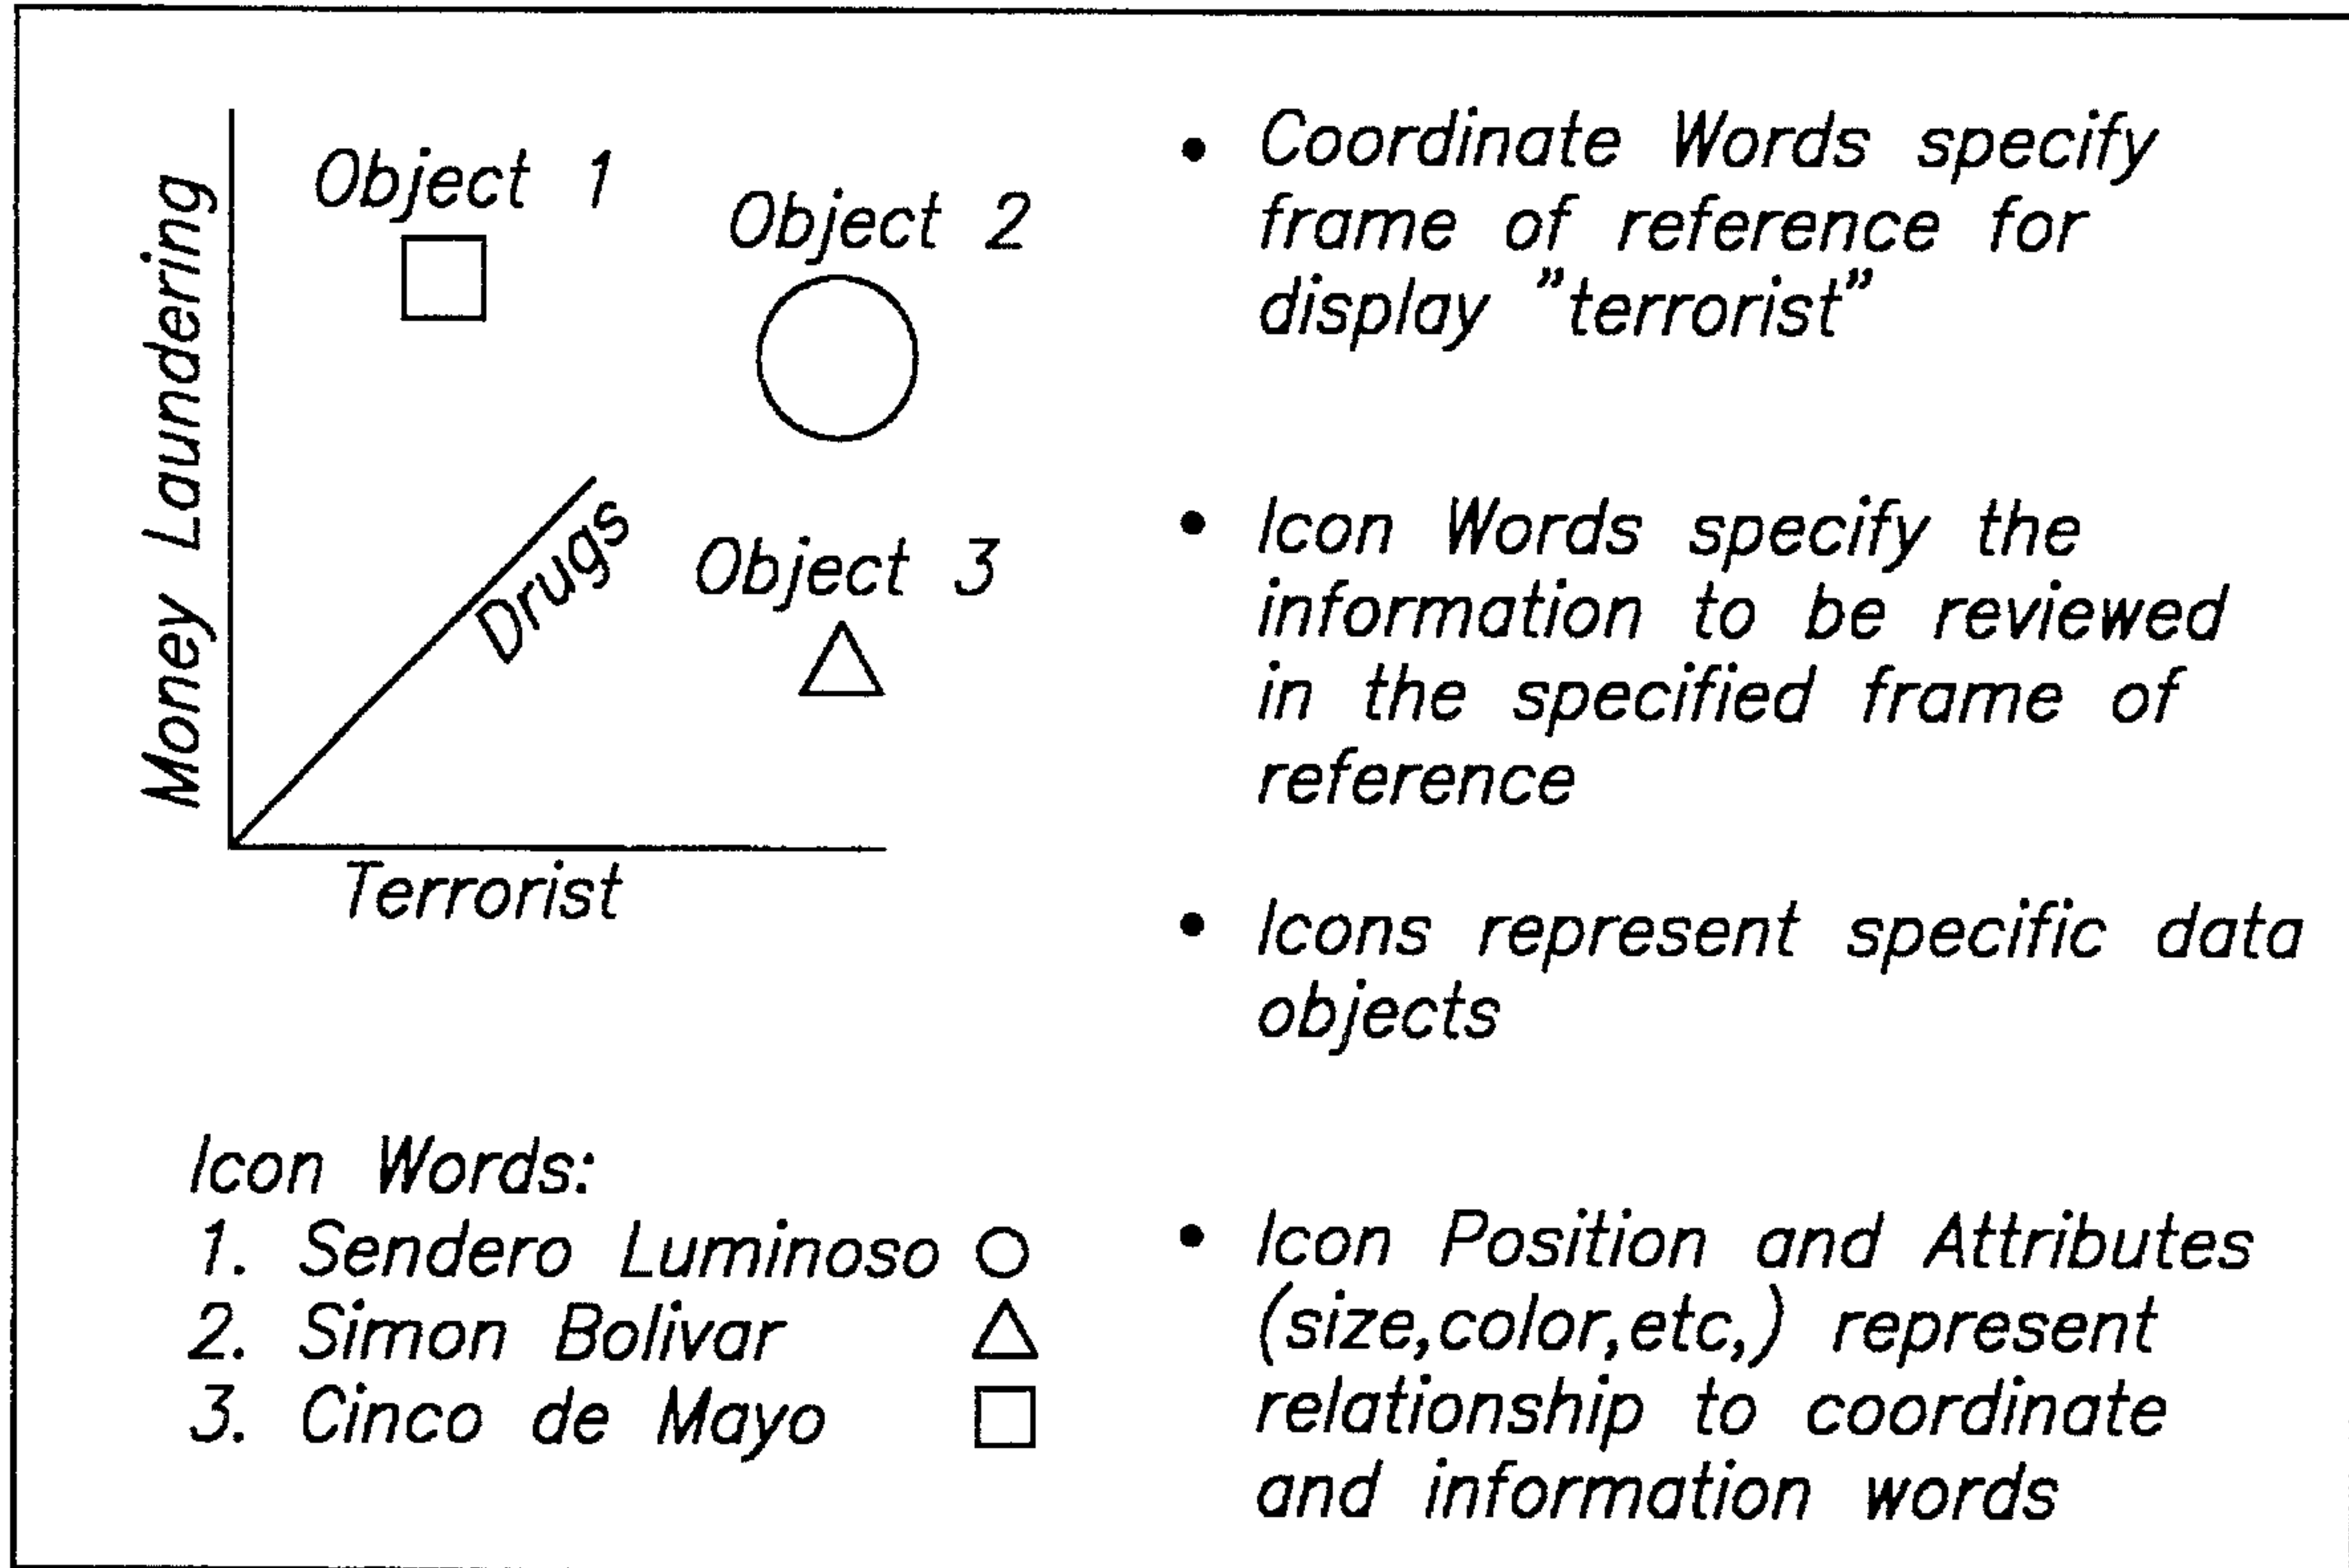 Money Laundering
Object 1
Object 2
Drugs
Object 3
Terrorist
Icon Words:
1. Sendero Luminoso
2. Simon Bolivar
3. Cinco de Mayo
• Coordinate Words specify
frame of reference for
display "terrorist"
• Icon Words specify the
information to be reviewed
in the specified frame of
reference
• Icons represent specific data
objects
• Icon Position and Attributes
(size,color,etc,) represent
relationship to coordinate
and information words